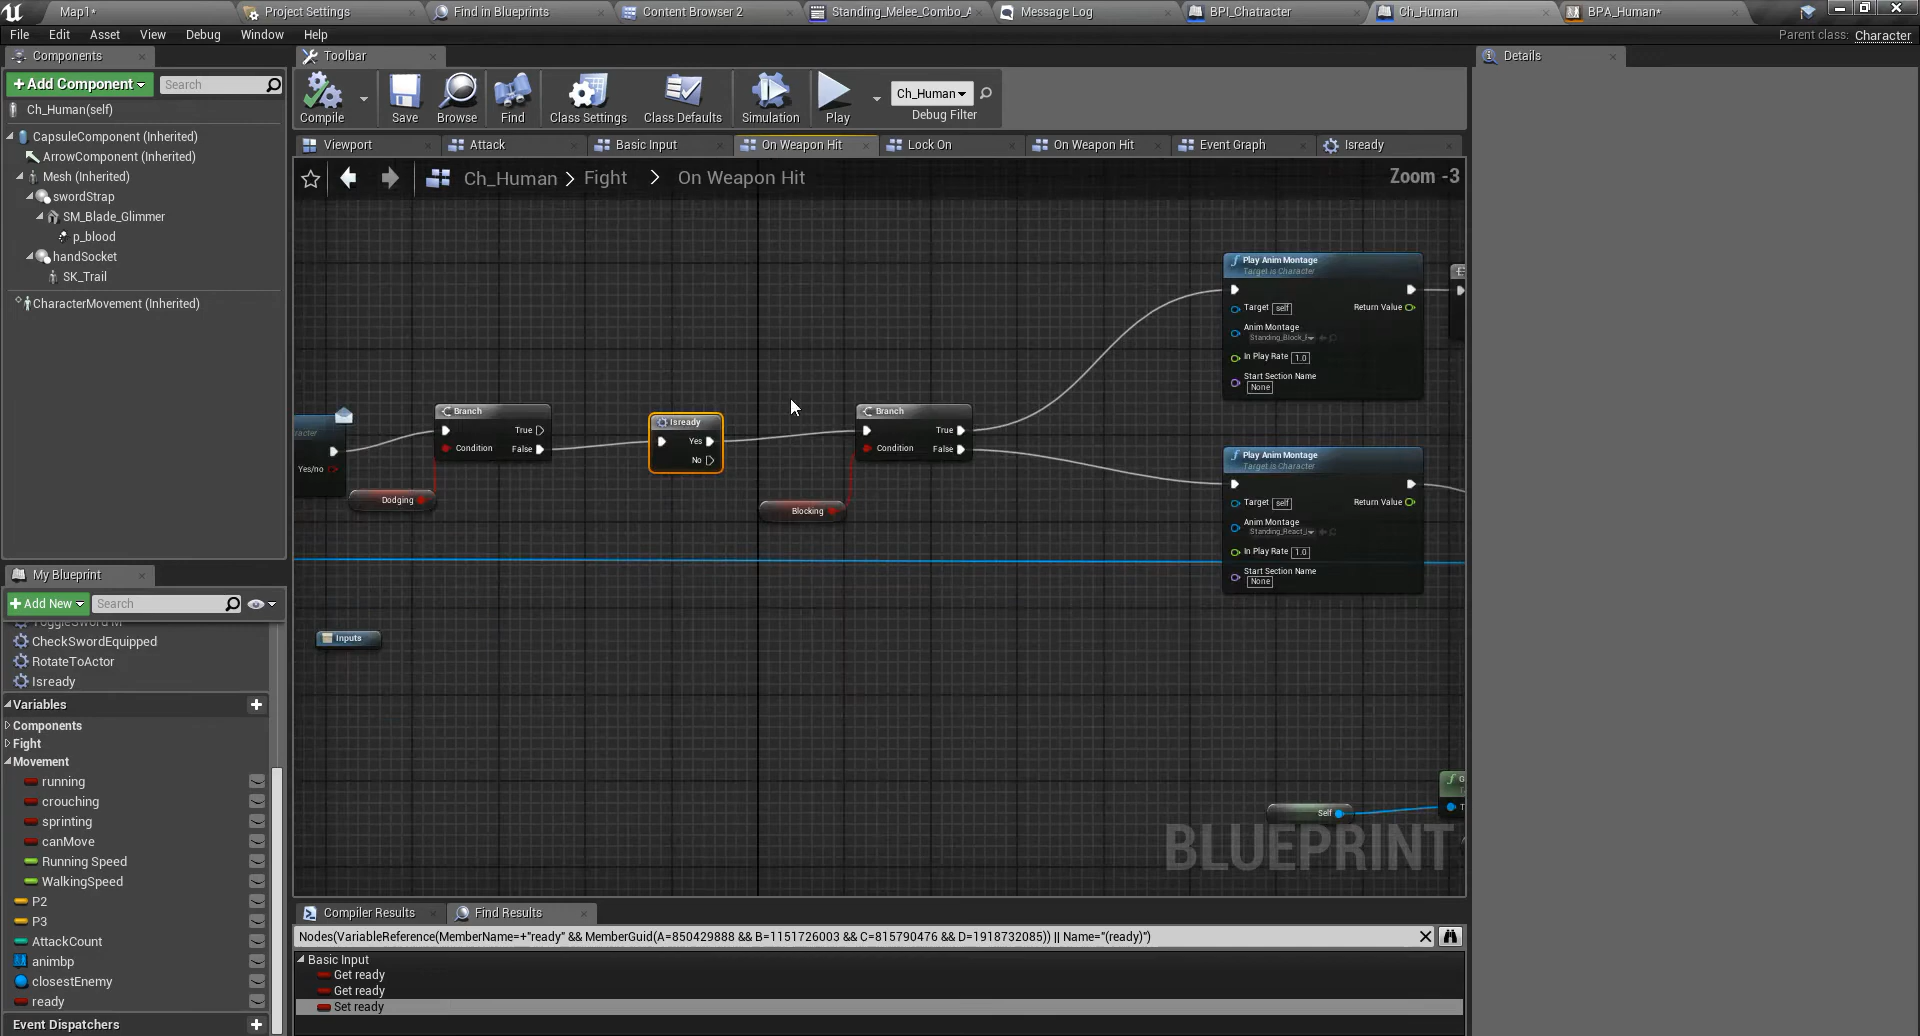 Map1*
Project Settings
Find in Blueprints
Content Browser 2
Standing_Melee_Combo_A
Message Log
BPI_Chatracter
Ch_Human
BPA_Human*
File Edit Asset View Debug Window Help
Parent class: Character
Components
Toolbar
Details
+Add Component
Search
Compile
Save
Browse
Find
Class Settings
Class Defaults
Simulation
Play
Ch_Human
Debug Filter
Ch_Human(self)
CapsuleComponent (Inherited)
ArrowComponent (Inherited)
Mesh (Inherited)
swordStrap
SM_Blade_Glimmer
p_blood
handSocket
SK_Trail
CharacterMovement (Inherited)
Viewport
Attack
Basic Input
On Weapon Hit
Lock On
On Weapon Hit
Event Graph
Isready
Ch_Human > Fight > On Weapon Hit
Zoom -3
Play Anim Montage
Target is Character
Target self
Return Value
Anim Montage
In Play Rate 1.0
Start Section Name
None
Yes/no
Branch
True
Condition
False
Dodging
Isready
Yes
No
Branch
True
Condition
False
Blocking
Play Anim Montage
Target is Character
Target self
Return Value
Anim Montage
In Play Rate 1.0
Start Section Name
None
Inputs
Self
BLUEPRINT
My Blueprint
+Add New
Search
CheckSwordEquipped
RotateToActor
Isready
Variables
Components
Fight
Movement
running
crouching
sprinting
canMove
Running Speed
WalkingSpeed
P2
P3
AttackCount
animbp
closestEnemy
ready
Event Dispatchers
Compiler Results
Find Results
Nodes(VariableReference(MemberName=+"ready" && MemberGuid(A=850429888 && B=1151726003 && C=815790476 && D=1918732085)) || Name="(ready)")
Basic Input
Get ready
Get ready
Set ready